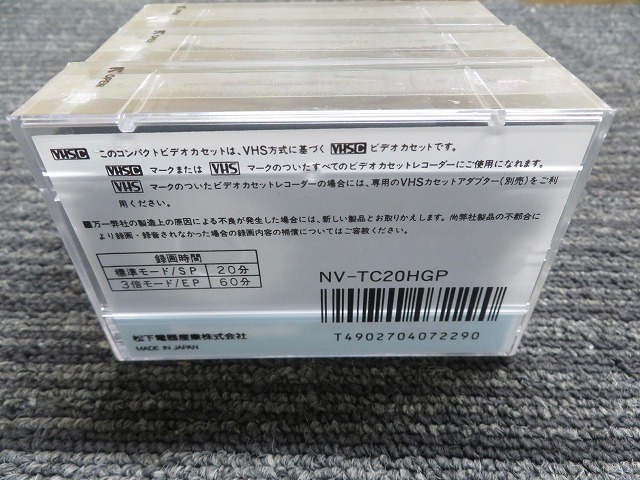 OPEN
OPEN
OPEN
VHSC このコンパクトビデオカセットは、VHS方式に基づく VHSC ビデオカセットです。
VHSC マークまたは VHS マークのついたすべてのビデオカセットレコーダーにご使用になれます。
VHS マークのついたビデオカセットレコーダーの場合には、専用のVHSカセットアダプター(別売)をご利
用ください。
■万一弊社の製造上の原因による不良が発生した場合には、新しい製品とお取りかえします。尚弊社製品の不都合に
より録画・録音されなかった場合の録画内容の補償についてはご容赦ください。
録画時間
標準モード/SP 20分
3倍モード/EP 60分
NV-TC20HGP
T4902704072290
松下電器産業株式会社
MADE IN JAPAN